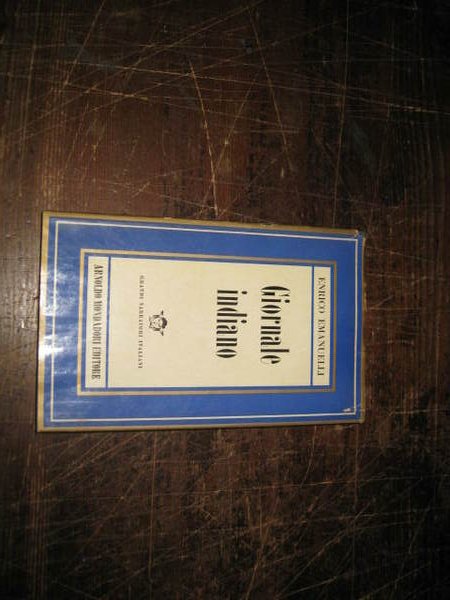 ENRICO EMANUELLI
Giornale
indiano
GRANDI NARRATORI ITALIANI
ARNOLDO MONDADORI EDITORE